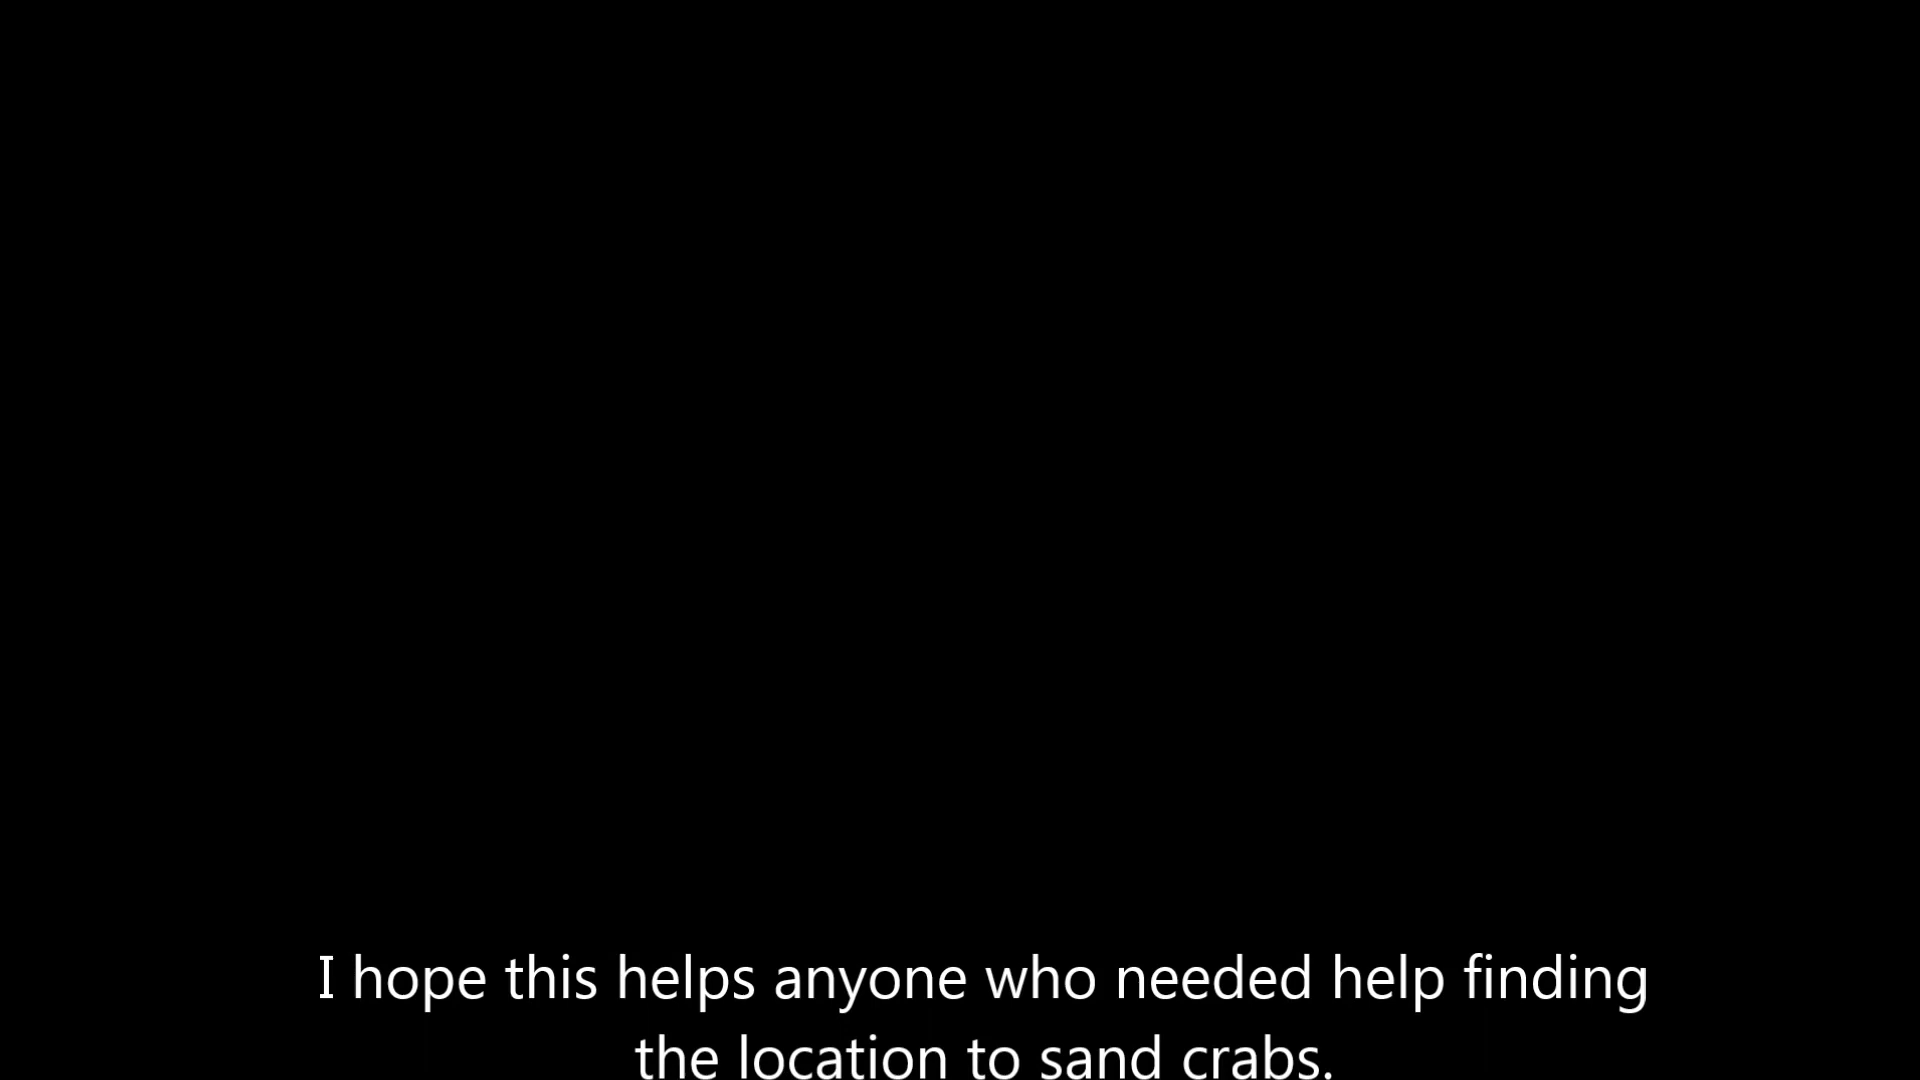 I hope this helps anyone who needed help finding
the location to sand crabs.